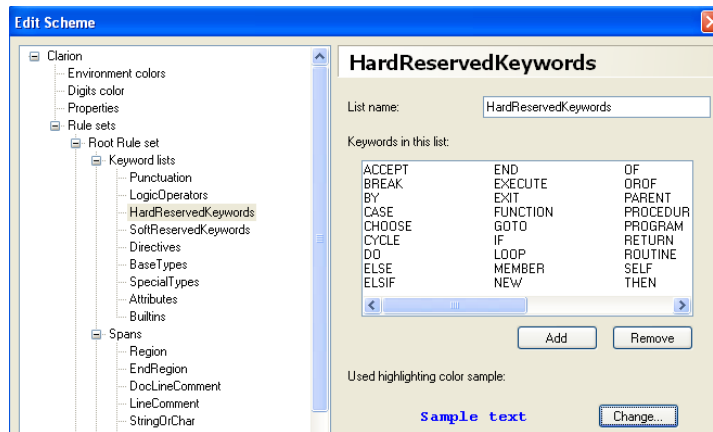 Edit Scheme
Clarion
Environment colors
Digits color
Properties
Rule sets
Root Rule set
Keyword lists
Punctuation
LogicOperators
HardReservedKeywords
SoftReservedKeywords
Directives
BaseTypes
SpecialTypes
Attributes
Builtins
Spans
Region
EndRegion
DocLineComment
LineComment
StringOrChar
HardReservedKeywords
List name: HardReservedKeywords
Keywords in this list:
ACCEPT END OF
BREAK EXECUTE OROF
BY EXIT PARENT
CASE FUNCTION PROCEDUR
CHOOSE GOTO PROGRAM
CYCLE IF RETURN
DO LOOP ROUTINE
ELSE MEMBER SELF
ELSIF NEW THEN
Add Remove
Used highlighting color sample:
Sample text Change...